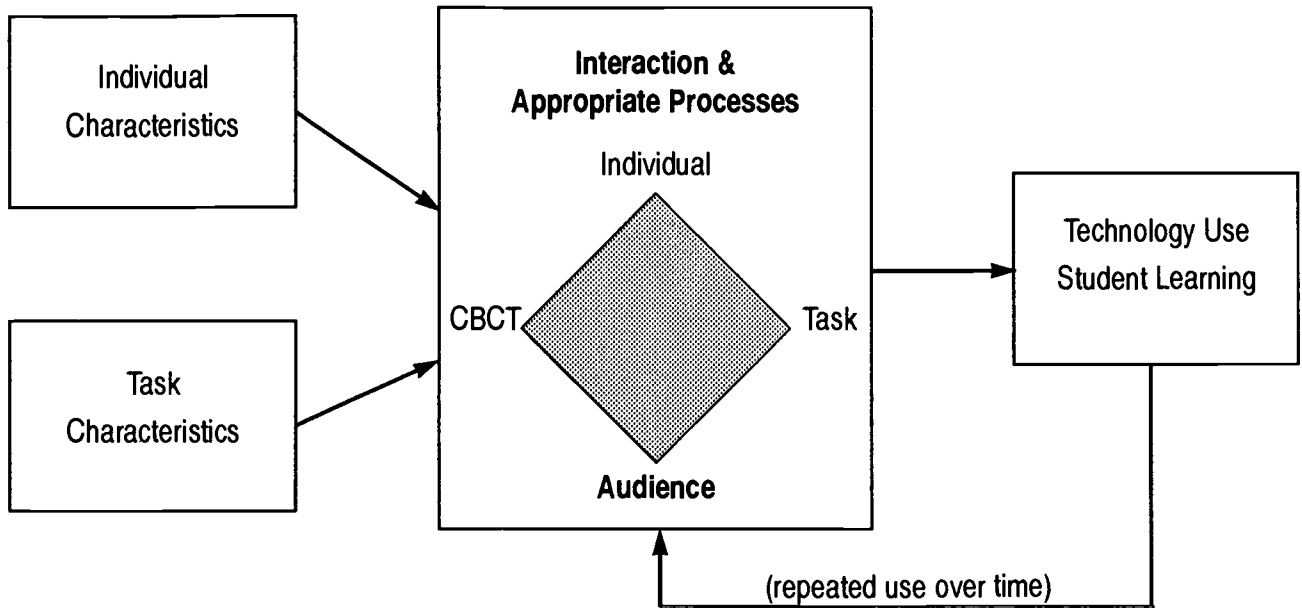 Individual
Characteristics
Task
Characteristics
Interaction &
Appropriate Processes
Individual
CBCT
Task
Audience
Technology Use
Student Learning
(repeated use over time)